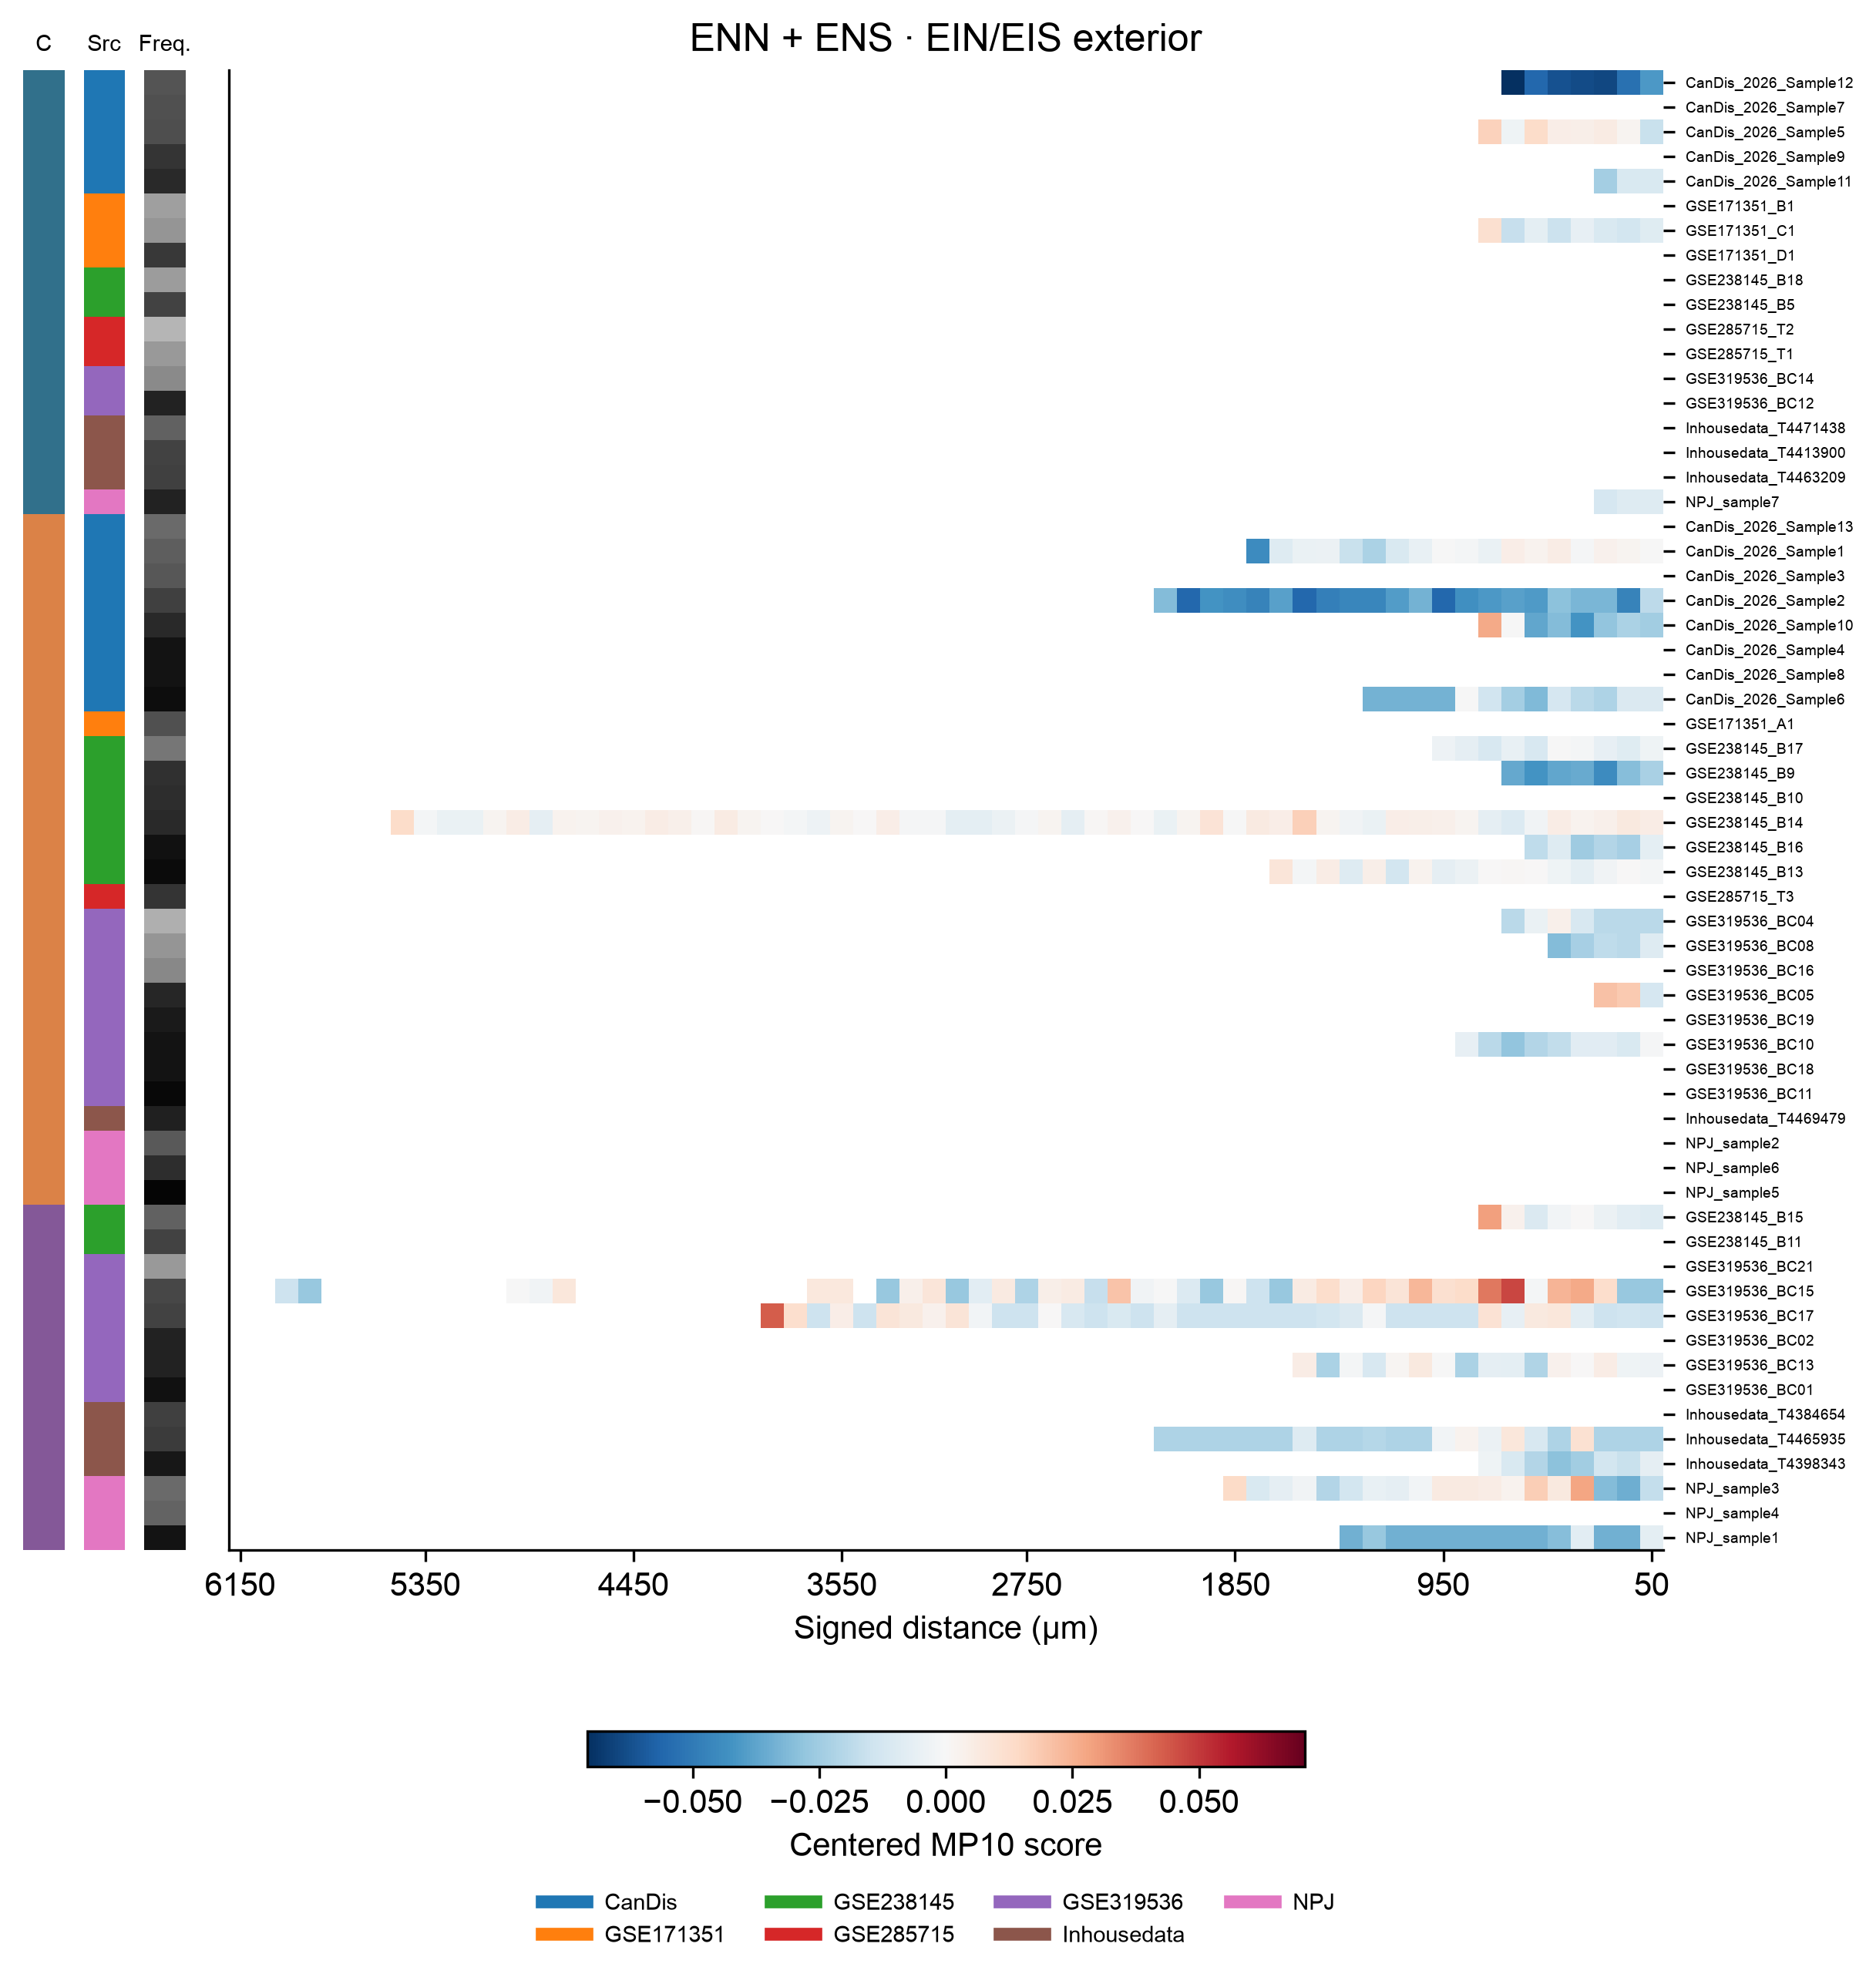 ENN + ENS · EIN/EIS exterior
C Src Freq.
CanDis_2026_Sample12
CanDis_2026_Sample7
CanDis_2026_Sample5
CanDis_2026_Sample9
CanDis_2026_Sample11
GSE171351_B1
GSE171351_C1
GSE171351_D1
GSE238145_B18
GSE238145_B5
GSE285715_T2
GSE285715_T1
GSE319536_BC14
GSE319536_BC12
Inhousedata_T4471438
Inhousedata_T4413900
Inhousedata_T4463209
NPJ_sample7
CanDis_2026_Sample13
CanDis_2026_Sample1
CanDis_2026_Sample3
CanDis_2026_Sample2
CanDis_2026_Sample10
CanDis_2026_Sample4
CanDis_2026_Sample8
CanDis_2026_Sample6
GSE171351_A1
GSE238145_B17
GSE238145_B9
GSE238145_B10
GSE238145_B14
GSE238145_B16
GSE238145_B13
GSE285715_T3
GSE319536_BC04
GSE319536_BC08
GSE319536_BC16
GSE319536_BC05
GSE319536_BC19
GSE319536_BC10
GSE319536_BC18
GSE319536_BC11
Inhousedata_T4469479
NPJ_sample2
NPJ_sample6
NPJ_sample5
GSE238145_B15
GSE238145_B11
GSE319536_BC21
GSE319536_BC15
GSE319536_BC17
GSE319536_BC02
GSE319536_BC13
GSE319536_BC01
Inhousedata_T4384654
Inhousedata_T4465935
Inhousedata_T4398343
NPJ_sample3
NPJ_sample4
NPJ_sample1
6150 5350 4450 3550 2750 1850 950 50
Signed distance (µm)
−0.050 −0.025 0.000 0.025 0.050
Centered MP10 score
CanDis GSE238145 GSE319536 NPJ
GSE171351 GSE285715 Inhousedata